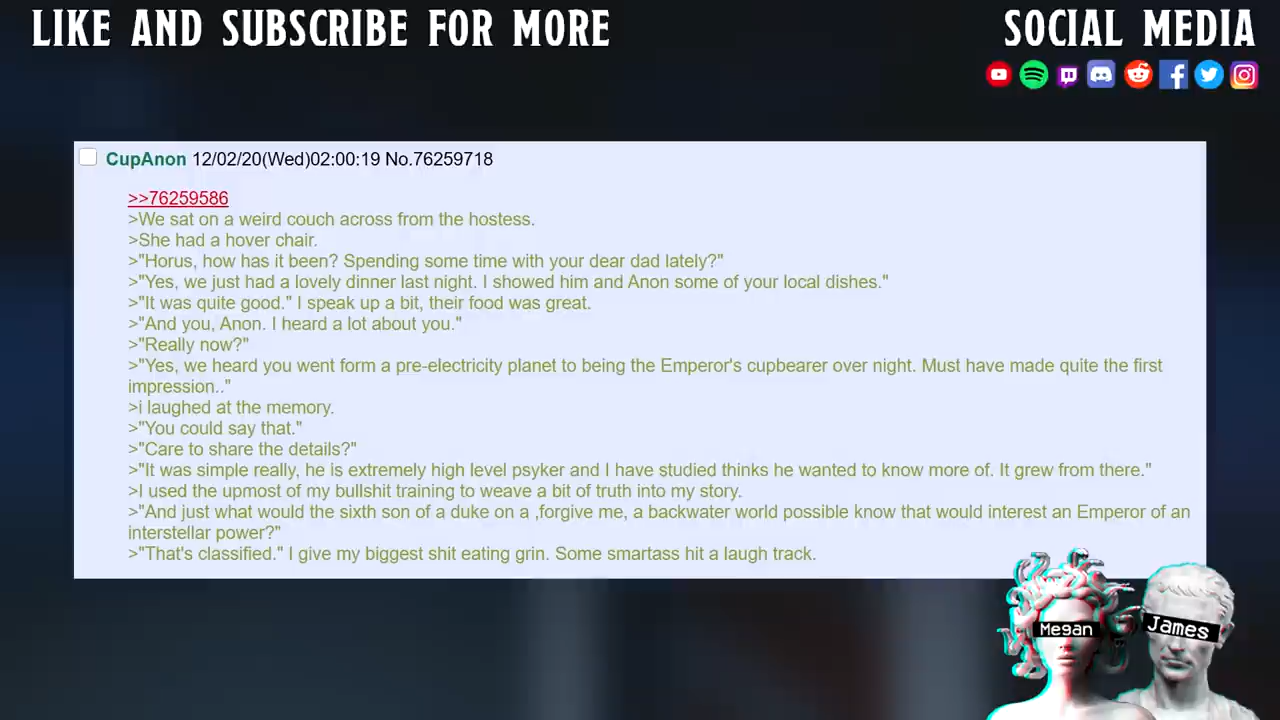 LIKE AND SUBSCRIBE FOR MORE
SOCIAL MEDIA
CupAnon 12/02/20(Wed)02:00:19 No.76259718
>>76259586
>We sat on a weird couch across from the hostess.
>She had a hover chair.
>"Horus, how has it been? Spending some time with your dear dad lately?"
>"Yes, we just had a lovely dinner last night. I showed him and Anon some of your local dishes."
>"It was quite good." I speak up a bit, their food was great.
>"And you, Anon. I heard a lot about you."
>"Really now?"
>"Yes, we heard you went form a pre-electricity planet to being the Emperor's cupbearer over night. Must have made quite the first
impression.."
>i laughed at the memory.
>"You could say that."
>"Care to share the details?"
>"It was simple really, he is extremely high level psyker and I have studied thinks he wanted to know more of. It grew from there."
>I used the upmost of my bullshit training to weave a bit of truth into my story.
>"And just what would the sixth son of a duke on a ,forgive me, a backwater world possible know that would interest an Emperor of an
interstellar power?"
>"That's classified." I give my biggest shit eating grin. Some smartass hit a laugh track.
Megan
James